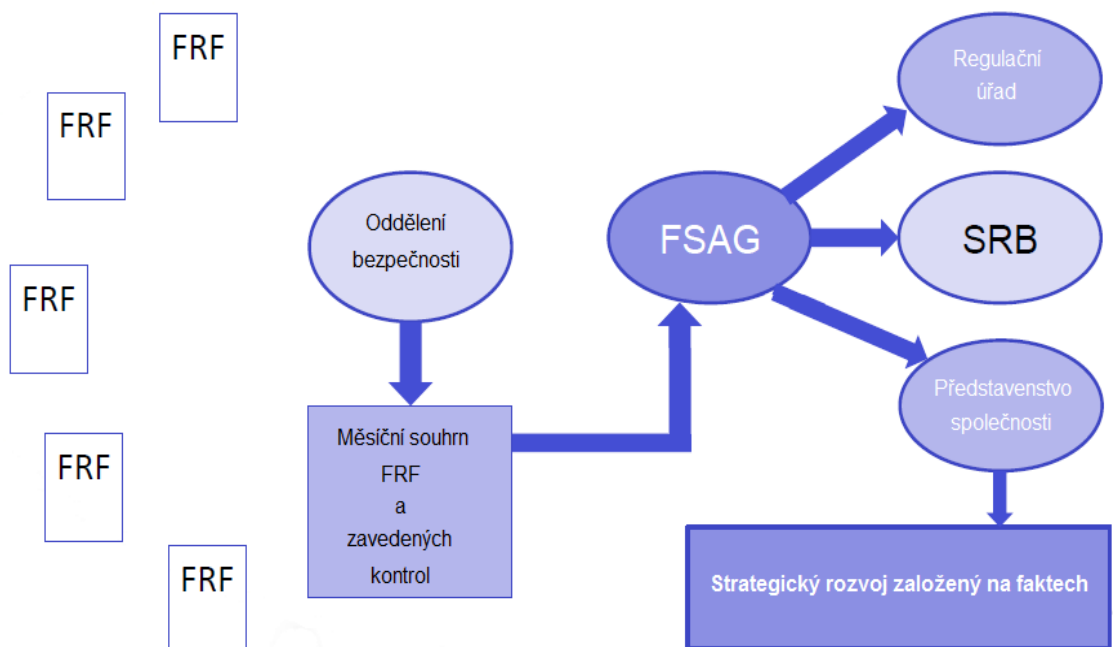 FRF
FRF
FRF
FRF
FRF
Oddělení
bezpečnosti
Měsíční souhrn
FRF
a
zavedených
kontrol
FSAG
Regulační
úřad
SRB
Představenstvo
společnosti
Strategický rozvoj založený na faktech